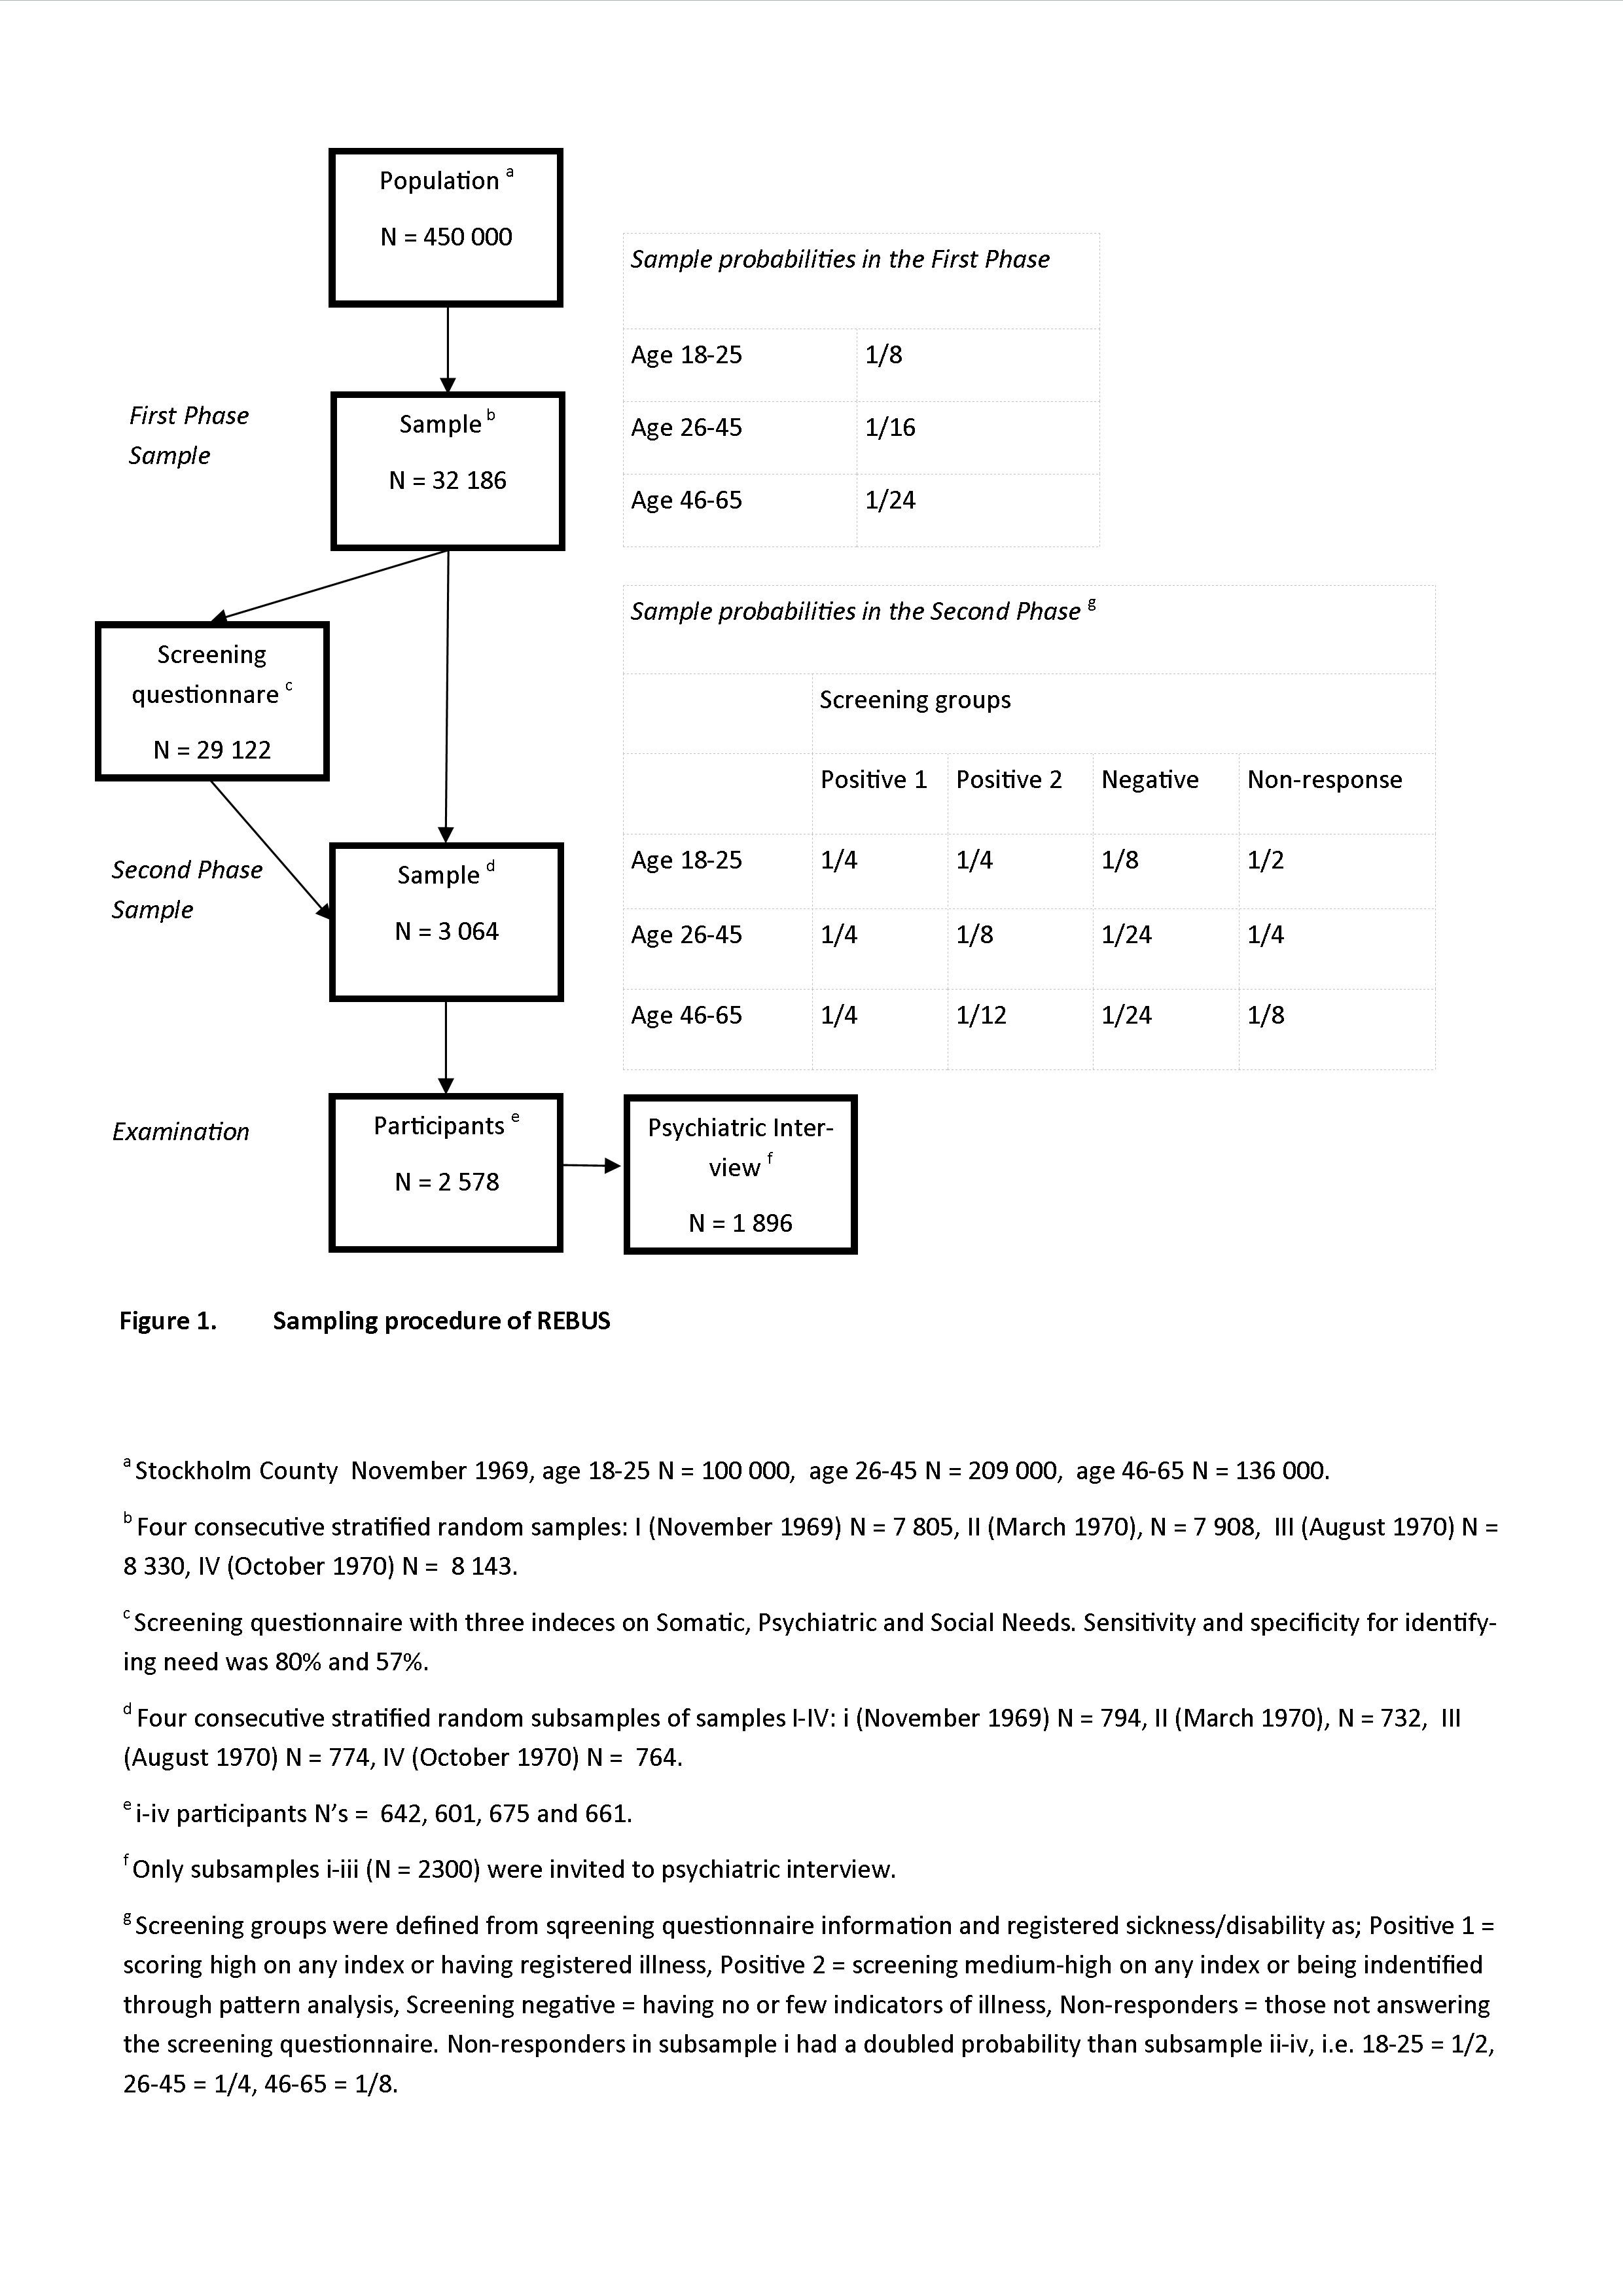 Population a
N = 450 000
Sample probabilities in the First Phase
Age 18-25 1/8
Age 26-45 1/16
Age 46-65 1/24
First Phase
Sample
Sample b
N = 32 186
Screening
questionnare c
N = 29 122
Sample probabilities in the Second Phase g
Screening groups
Positive 1 Positive 2 Negative Non-response
Age 18-25 1/4 1/4 1/8 1/2
Age 26-45 1/4 1/8 1/24 1/4
Age 46-65 1/4 1/12 1/24 1/8
Second Phase
Sample
Sample d
N = 3 064
Examination
Participants e
N = 2 578
Psychiatric Inter-
view f
N = 1 896
Figure 1. Sampling procedure of REBUS
a Stockholm County November 1969, age 18-25 N = 100 000, age 26-45 N = 209 000, age 46-65 N = 136 000.
b Four consecutive stratified random samples: I (November 1969) N = 7 805, II (March 1970), N = 7 908, III (August 1970) N =
8 330, IV (October 1970) N = 8 143.
c Screening questionnaire with three indeces on Somatic, Psychiatric and Social Needs. Sensitivity and specificity for identify-
ing need was 80% and 57%.
d Four consecutive stratified random subsamples of samples I-IV: i (November 1969) N = 794, II (March 1970), N = 732, III
(August 1970) N = 774, IV (October 1970) N = 764.
e i-iv participants N’s = 642, 601, 675 and 661.
f Only subsamples i-iii (N = 2300) were invited to psychiatric interview.
g Screening groups were defined from sqreening questionnaire information and registered sickness/disability as; Positive 1 =
scoring high on any index or having registered illness, Positive 2 = screening medium-high on any index or being indentified
through pattern analysis, Screening negative = having no or few indicators of illness, Non-responders = those not answering
the screening questionnaire. Non-responders in subsample i had a doubled probability than subsample ii-iv, i.e. 18-25 = 1/2,
26-45 = 1/4, 46-65 = 1/8.